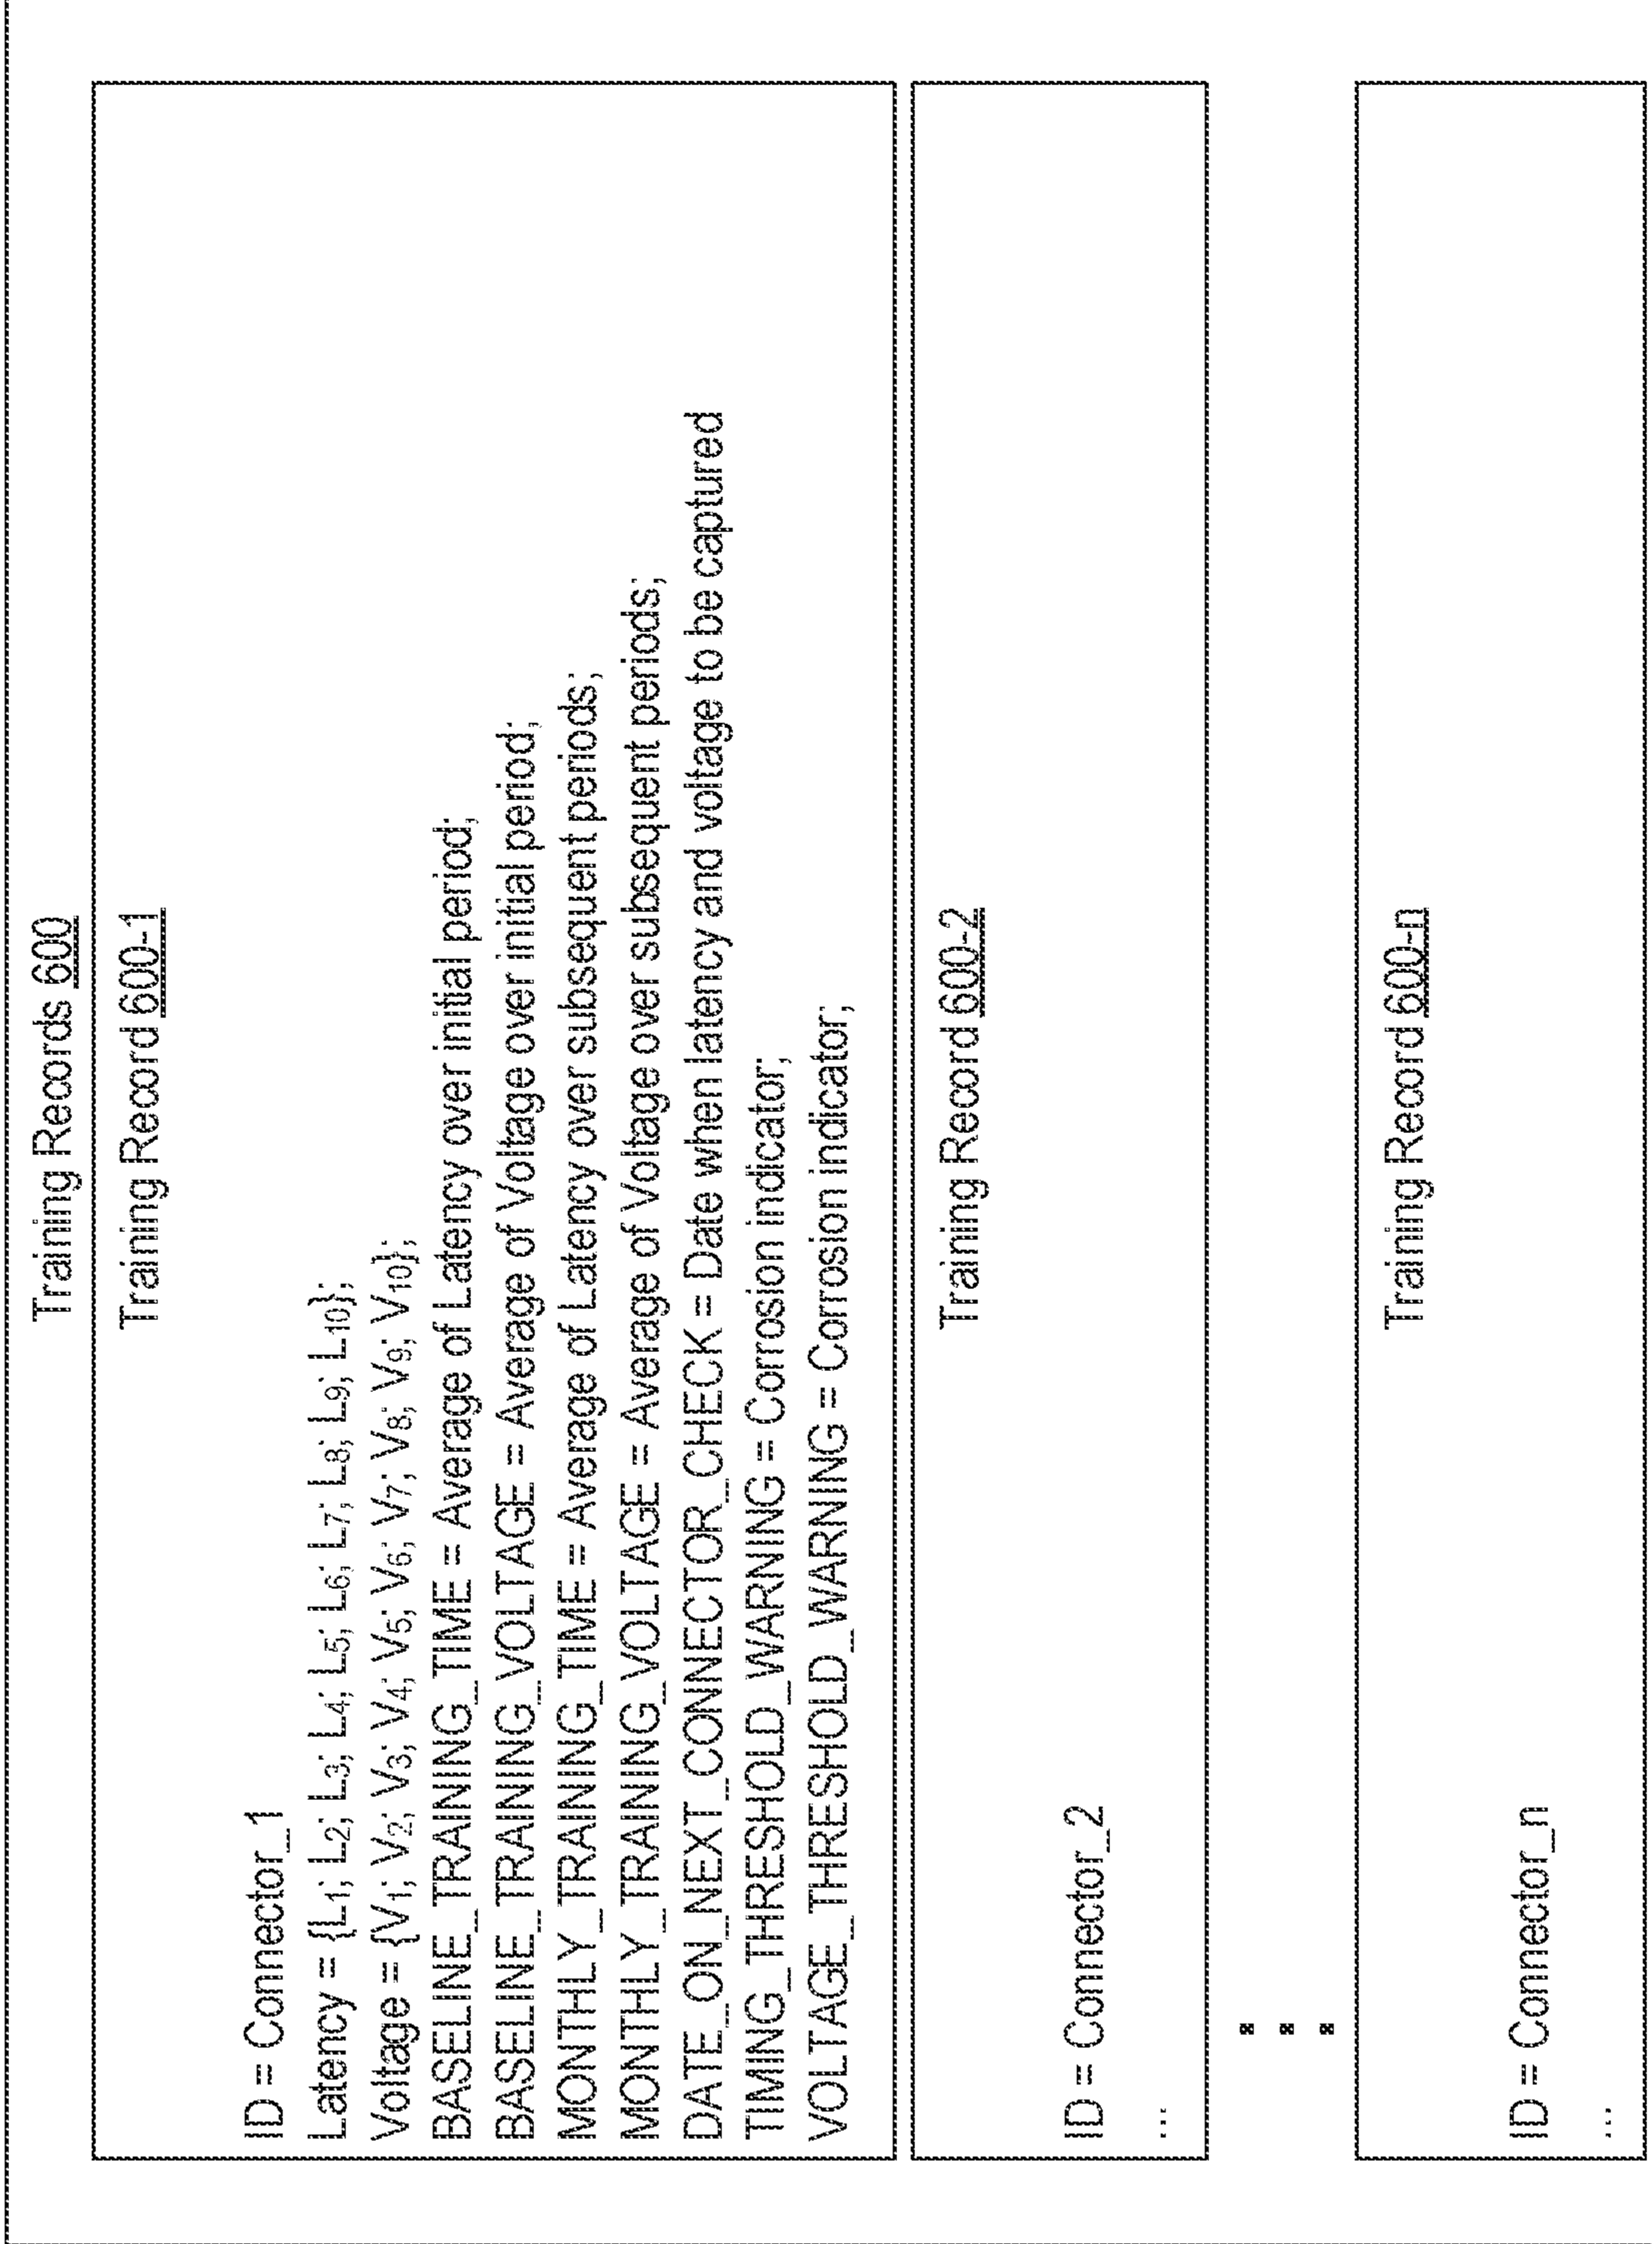 Training Records 600
Training Record 600-1
ID = Connector_1
Latency = {L1; L2; L3; L4; L5; L6; L7; L8; L9; L10};
Voltage = {V1; V2; V3; V4; V5; V6; V7; V8; V9; V10};
BASELINE_TRAINING_TIME = Average of Latency over initial period;
BASELINE_TRAINING_VOLTAGE = Average of Voltage over initial period;
MONTHLY_TRAINING_TIME = Average of Latency over subsequent periods;
MONTHLY_TRAINING_VOLTAGE = Average of Voltage over subsequent periods;
DATE_ON_NEXT_CONNECTOR_CHECK = Date when latency and voltage to be captured
TIMING_THRESHOLD_WARNING = Corrosion indicator;
VOLTAGE_THRESHOLD_WARNING = Corrosion indicator;
Training Record 600-2
ID = Connector_2
...
Training Record 600-n
ID = Connector_n
...